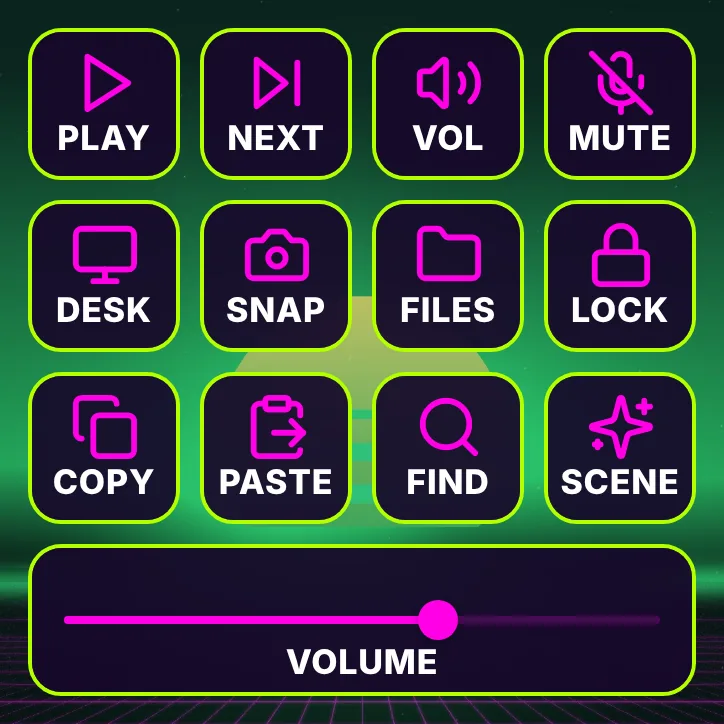 PLAY NEXT VOL MUTE
DESK SNAP FILES LOCK
COPY PASTE FIND SCENE
VOLUME